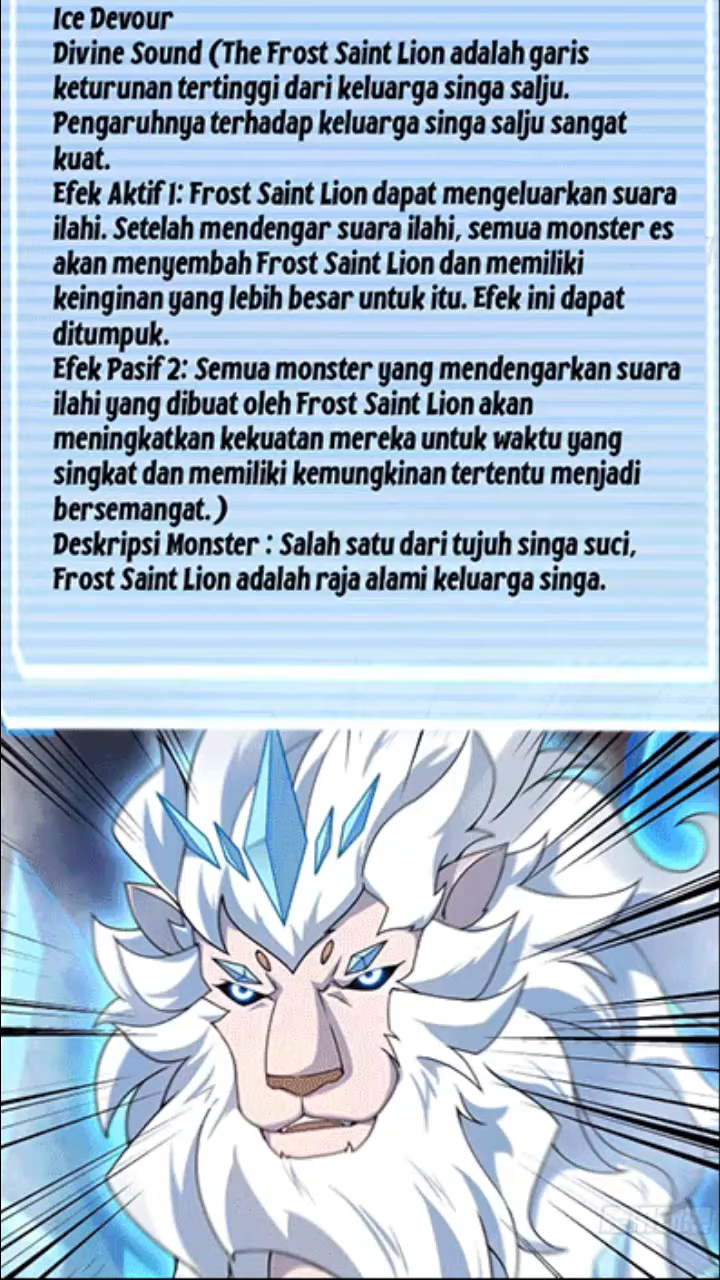 Ice Devour
Divine Sound (The Frost Saint Lion adalah garis
keturunan tertinggi dari keluarga singa salju.
Pengaruhnya terhadap keluarga singa salju sangat
kuat.
Efek Aktif 1: Frost Saint Lion dapat mengeluarkan suara
ilahi. Setelah mendengar suara ilahi, semua monster es
akan menyembah Frost Saint Lion dan memiliki
keinginan yang lebih besar untuk itu. Efek ini dapat
ditumpuk.
Efek Pasif 2: Semua monster yang mendengarkan suara
ilahi yang dibuat oleh Frost Saint Lion akan
meningkatkan kekuatan mereka untuk waktu yang
singkat dan memiliki kemungkinan tertentu menjadi
bersemangat.)
Deskripsi Monster : Salah satu dari tujuh singa suci,
Frost Saint Lion adalah raja alami keluarga singa.